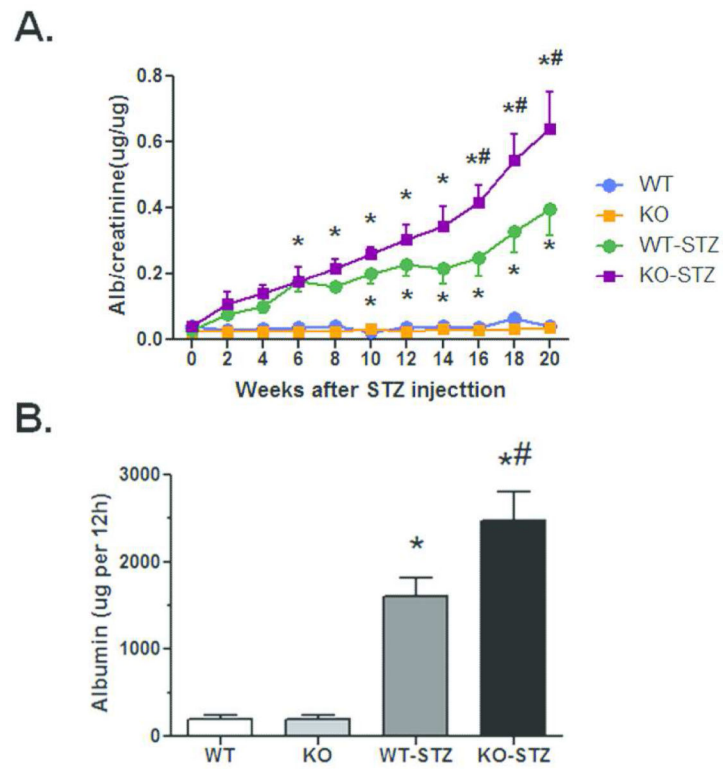 A.
Alb/creatinine(ug/ug)
0.8
0.6
0.4
0.2
0.0
*#
*#
*#
* * * * *
* * * * * *
0 2 4 6 8 10 12 14 16 18 20
Weeks after STZ injecttion
WT
KO
WT-STZ
KO-STZ
B.
Albumin (ug per 12h)
3000
2000
1000
0
*
*#
WT KO WT-STZ KO-STZ